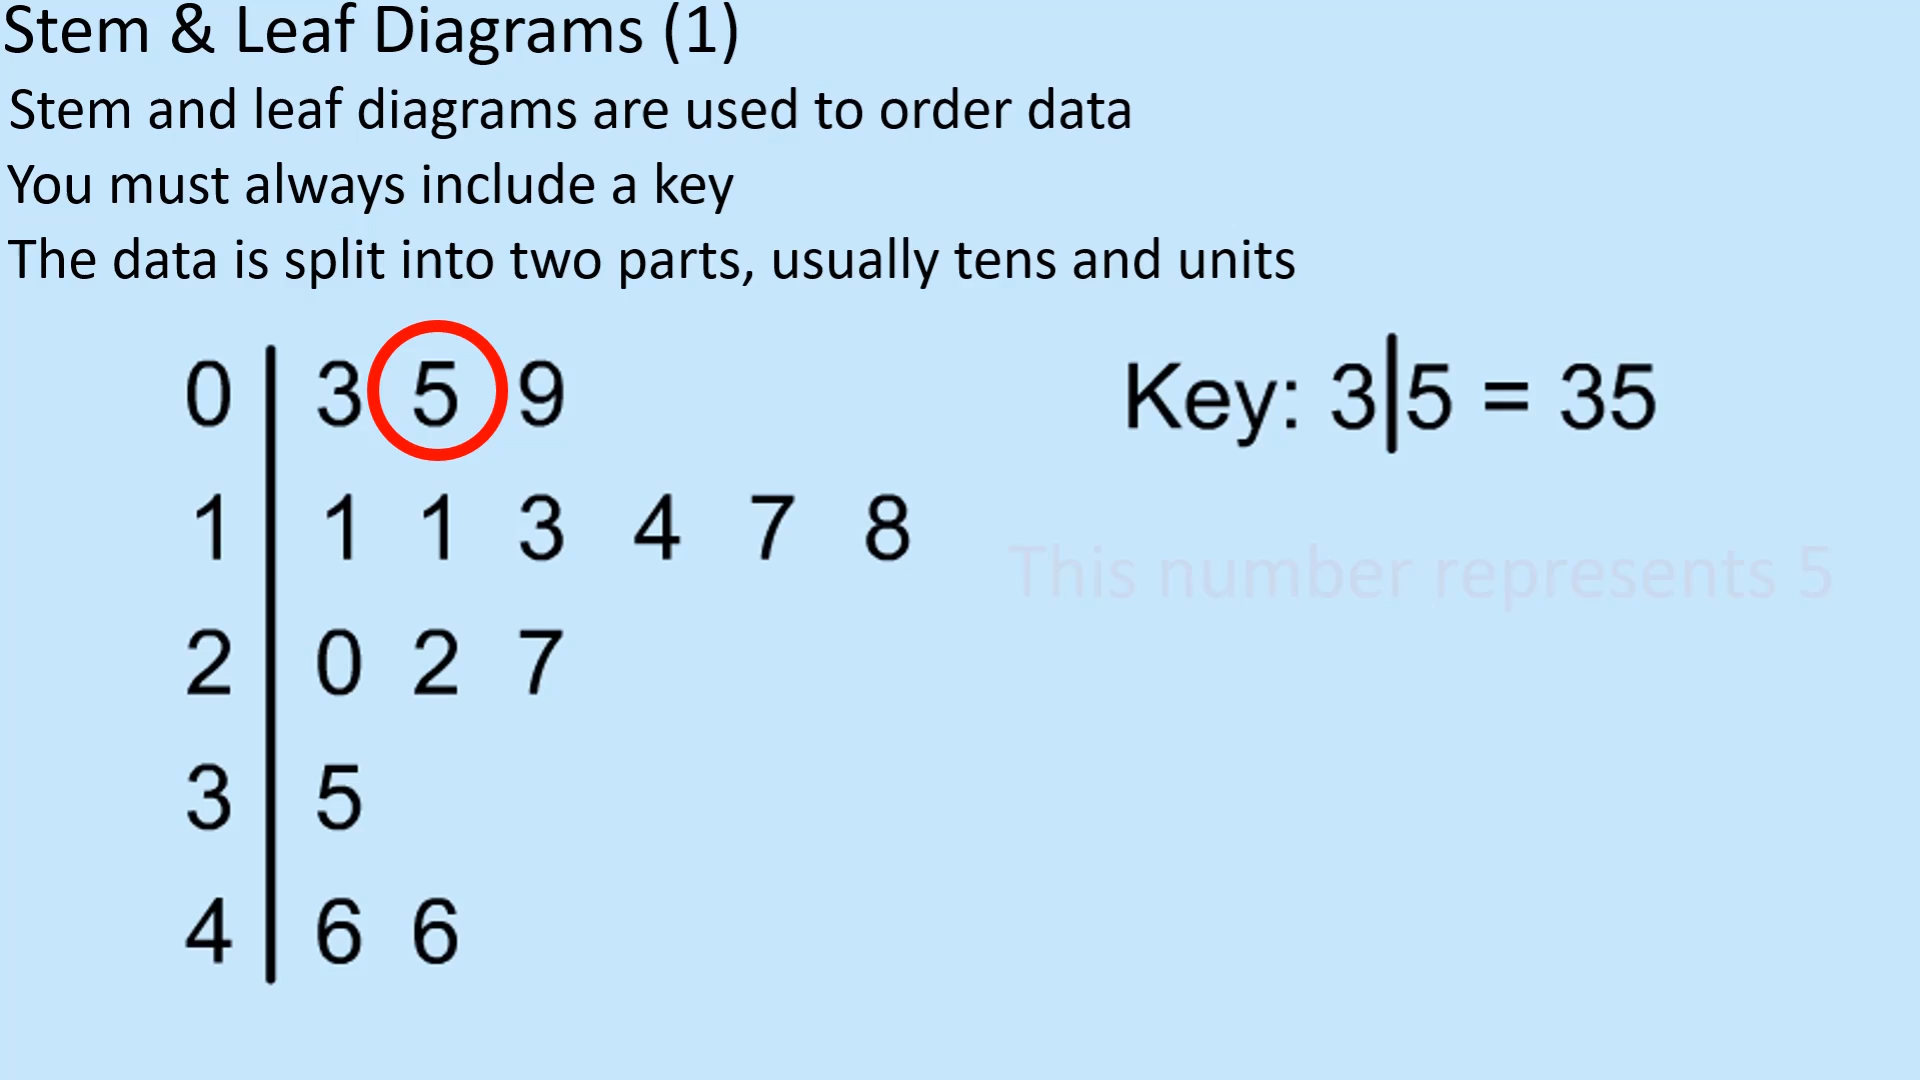 Stem & Leaf Diagrams (1)
Stem and leaf diagrams are used to order data
You must always include a key
The data is split into two parts, usually tens and units
0 | 3 5 9
Key: 3|5 = 35
1 | 1 1 3 4 7 8
This number represents 5
2 | 0 2 7
3 | 5
4 | 6 6